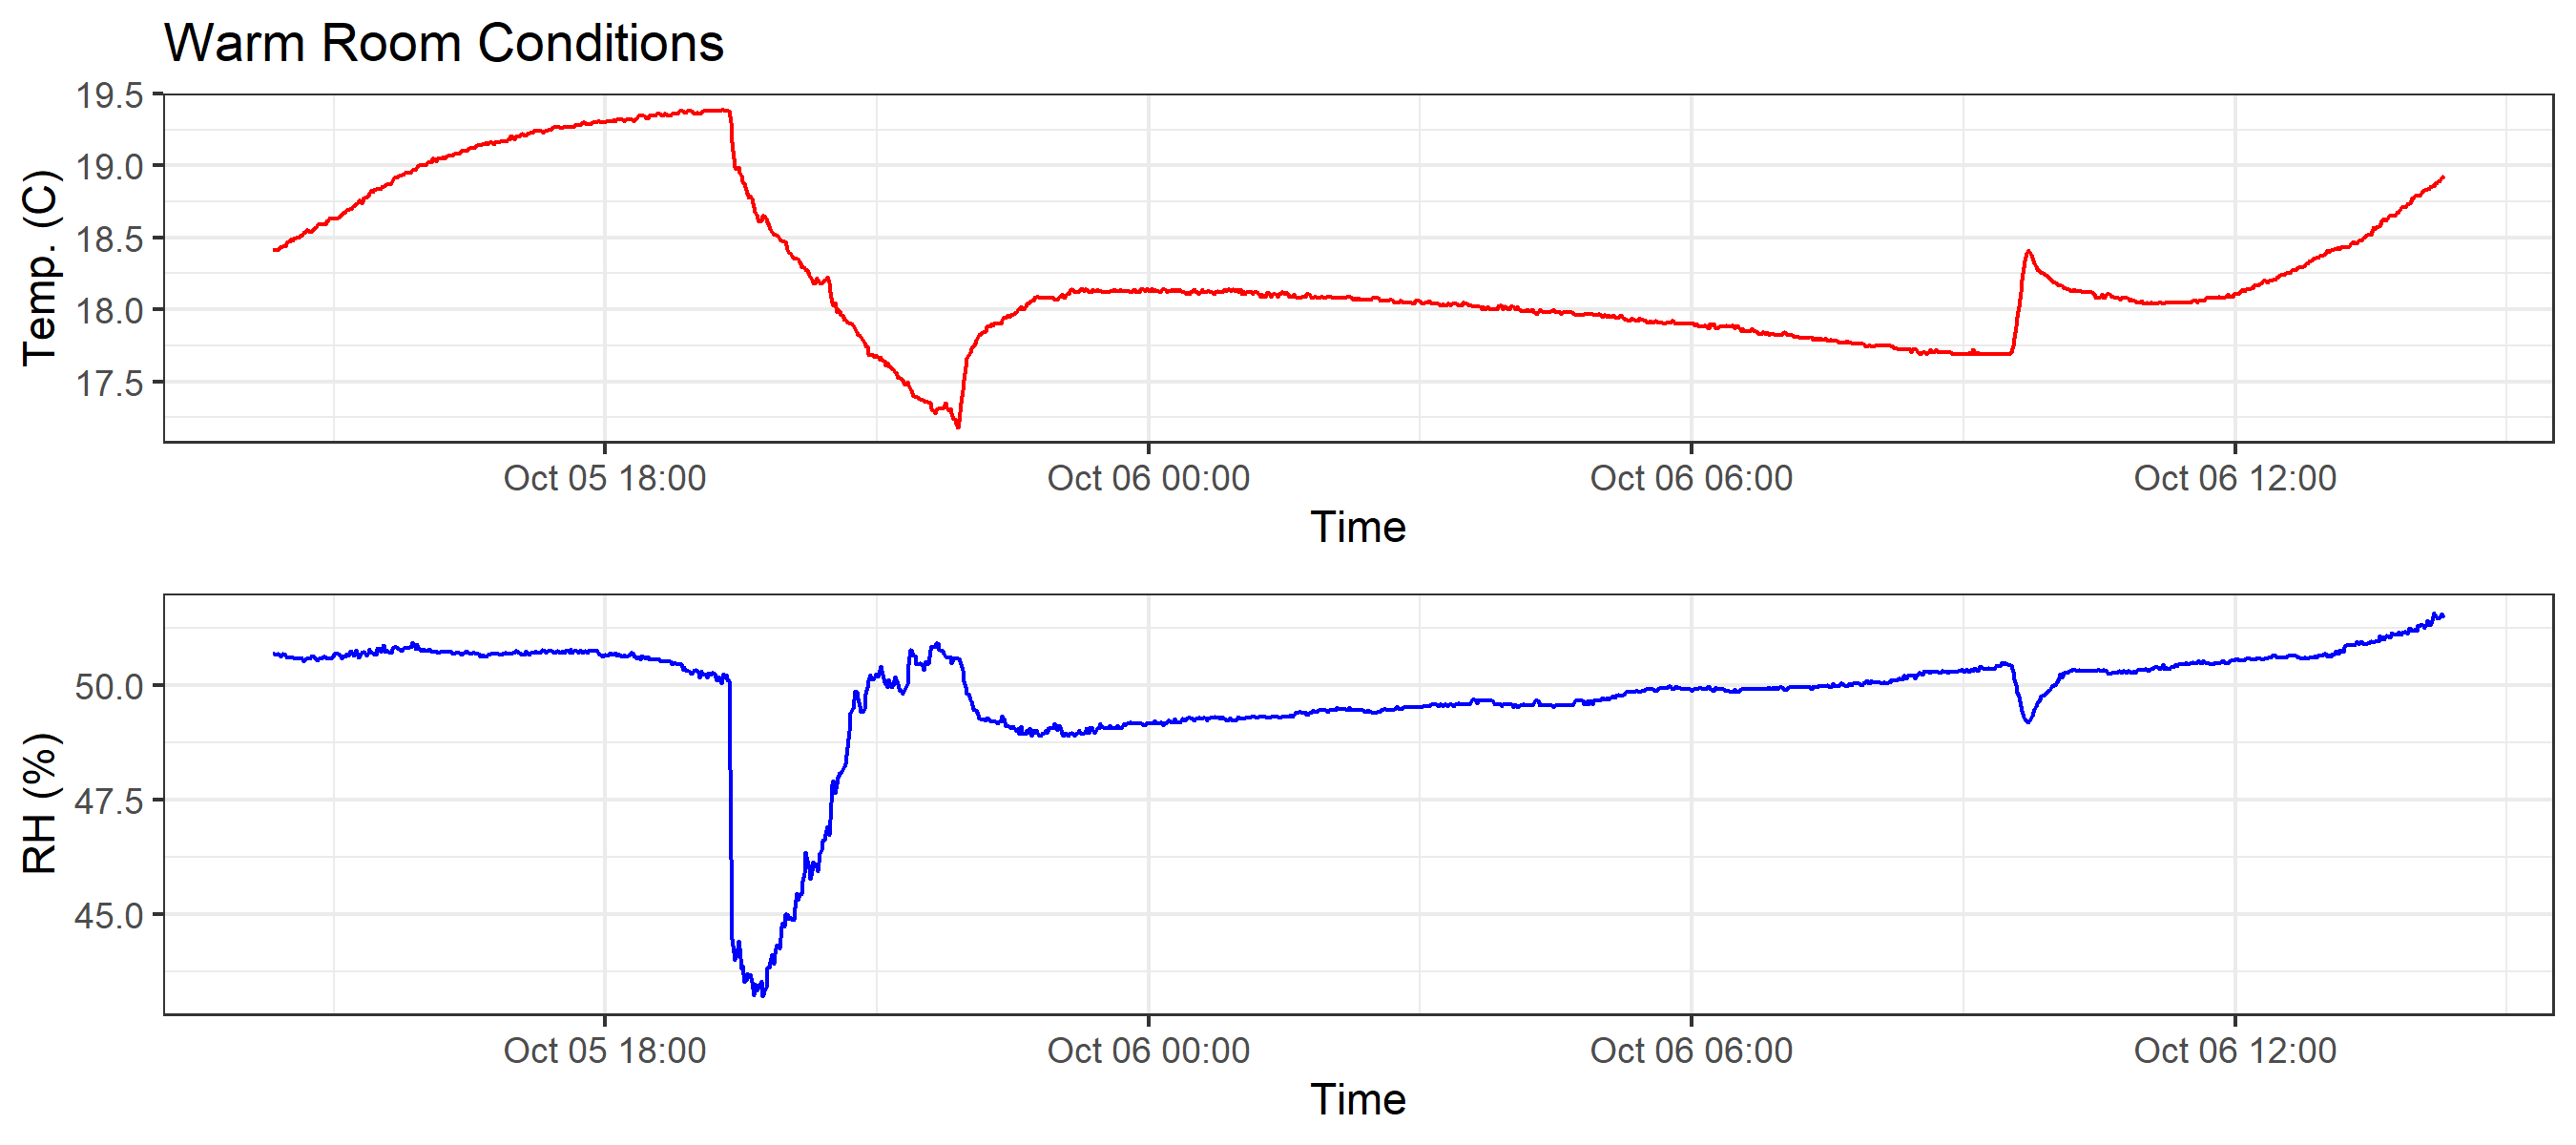 Warm Room Conditions
Temp. (C)
19.5
19.0
18.5
18.0
17.5
Oct 05 18:00 Oct 06 00:00 Oct 06 06:00 Oct 06 12:00
Time
RH (%)
50.0
47.5
45.0
Oct 05 18:00 Oct 06 00:00 Oct 06 06:00 Oct 06 12:00
Time